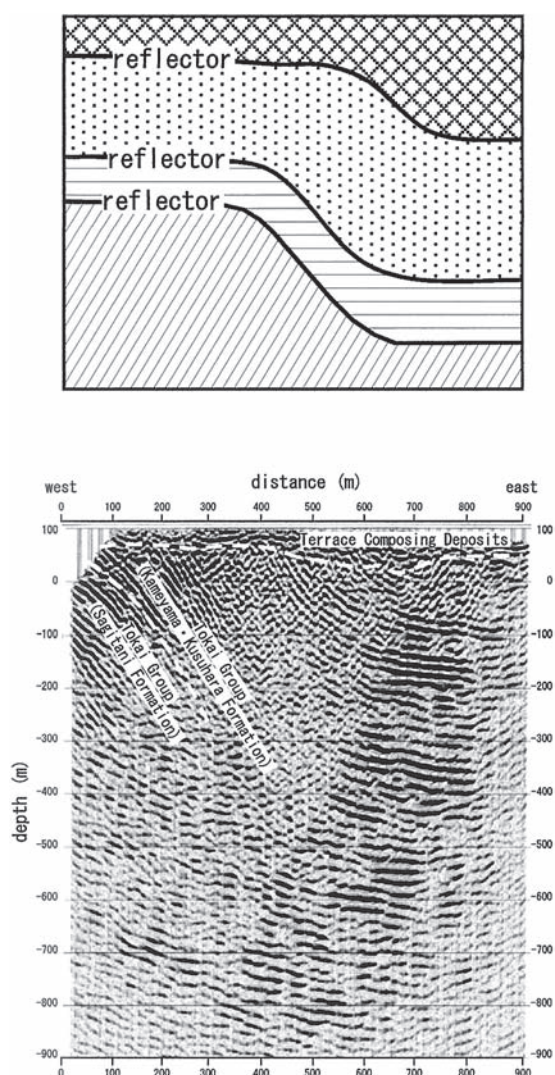 reflector
reflector
reflector
west distance (m) east
0 100 200 300 400 500 600 700 800 900
100 Terrace Composing Deposits 100
0 0
(Kameyama・Kusuhara Formation)
Tokai Group
Tokai Group
(Sagitani Formation)
-100 -100
-200 -200
-300 -300
depth (m)
-400 -400
-500 -500
-600 -600
-700 -700
-800 -800
-900 -900
0 100 200 300 400 500 600 700 800 900